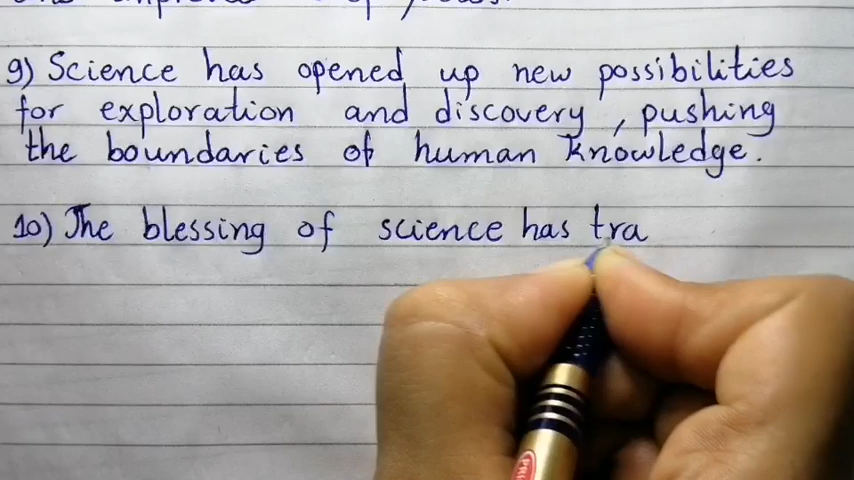 9) Science has opened up new possibilities
for exploration and discovery, pushing
the boundaries of human knowledge.
10) The blessing of science has tra